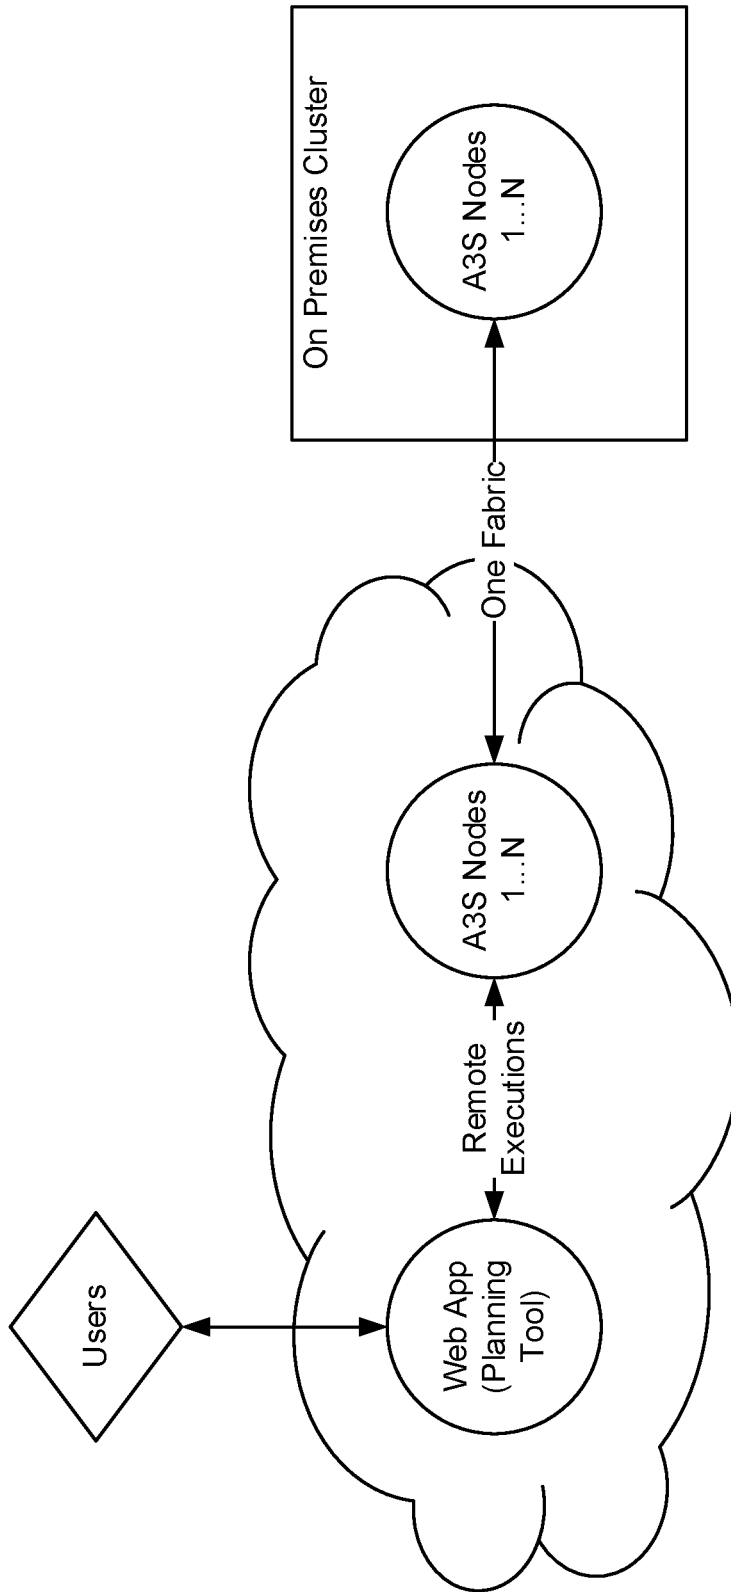 Users
Web App
(Planning
Tool)
Remote
Executions
A3S Nodes
1...N
One Fabric
On Premises Cluster
A3S Nodes
1...N